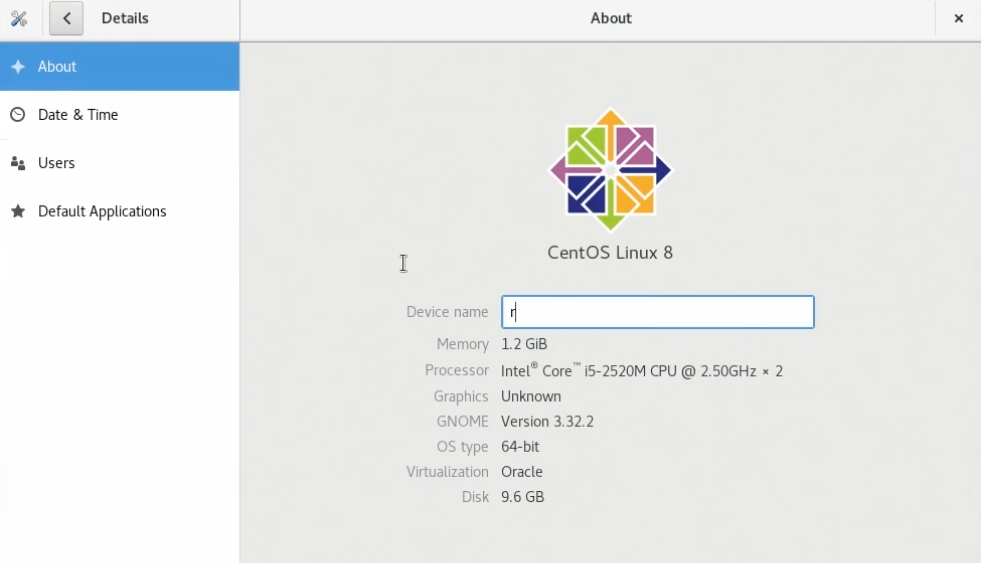 Details
About
About
Date & Time
Users
Default Applications
CentOS Linux 8
Device name r
Memory 1.2 GiB
Processor Intel® Core™ i5-2520M CPU @ 2.50GHz × 2
Graphics Unknown
GNOME Version 3.32.2
OS type 64-bit
Virtualization Oracle
Disk 9.6 GB